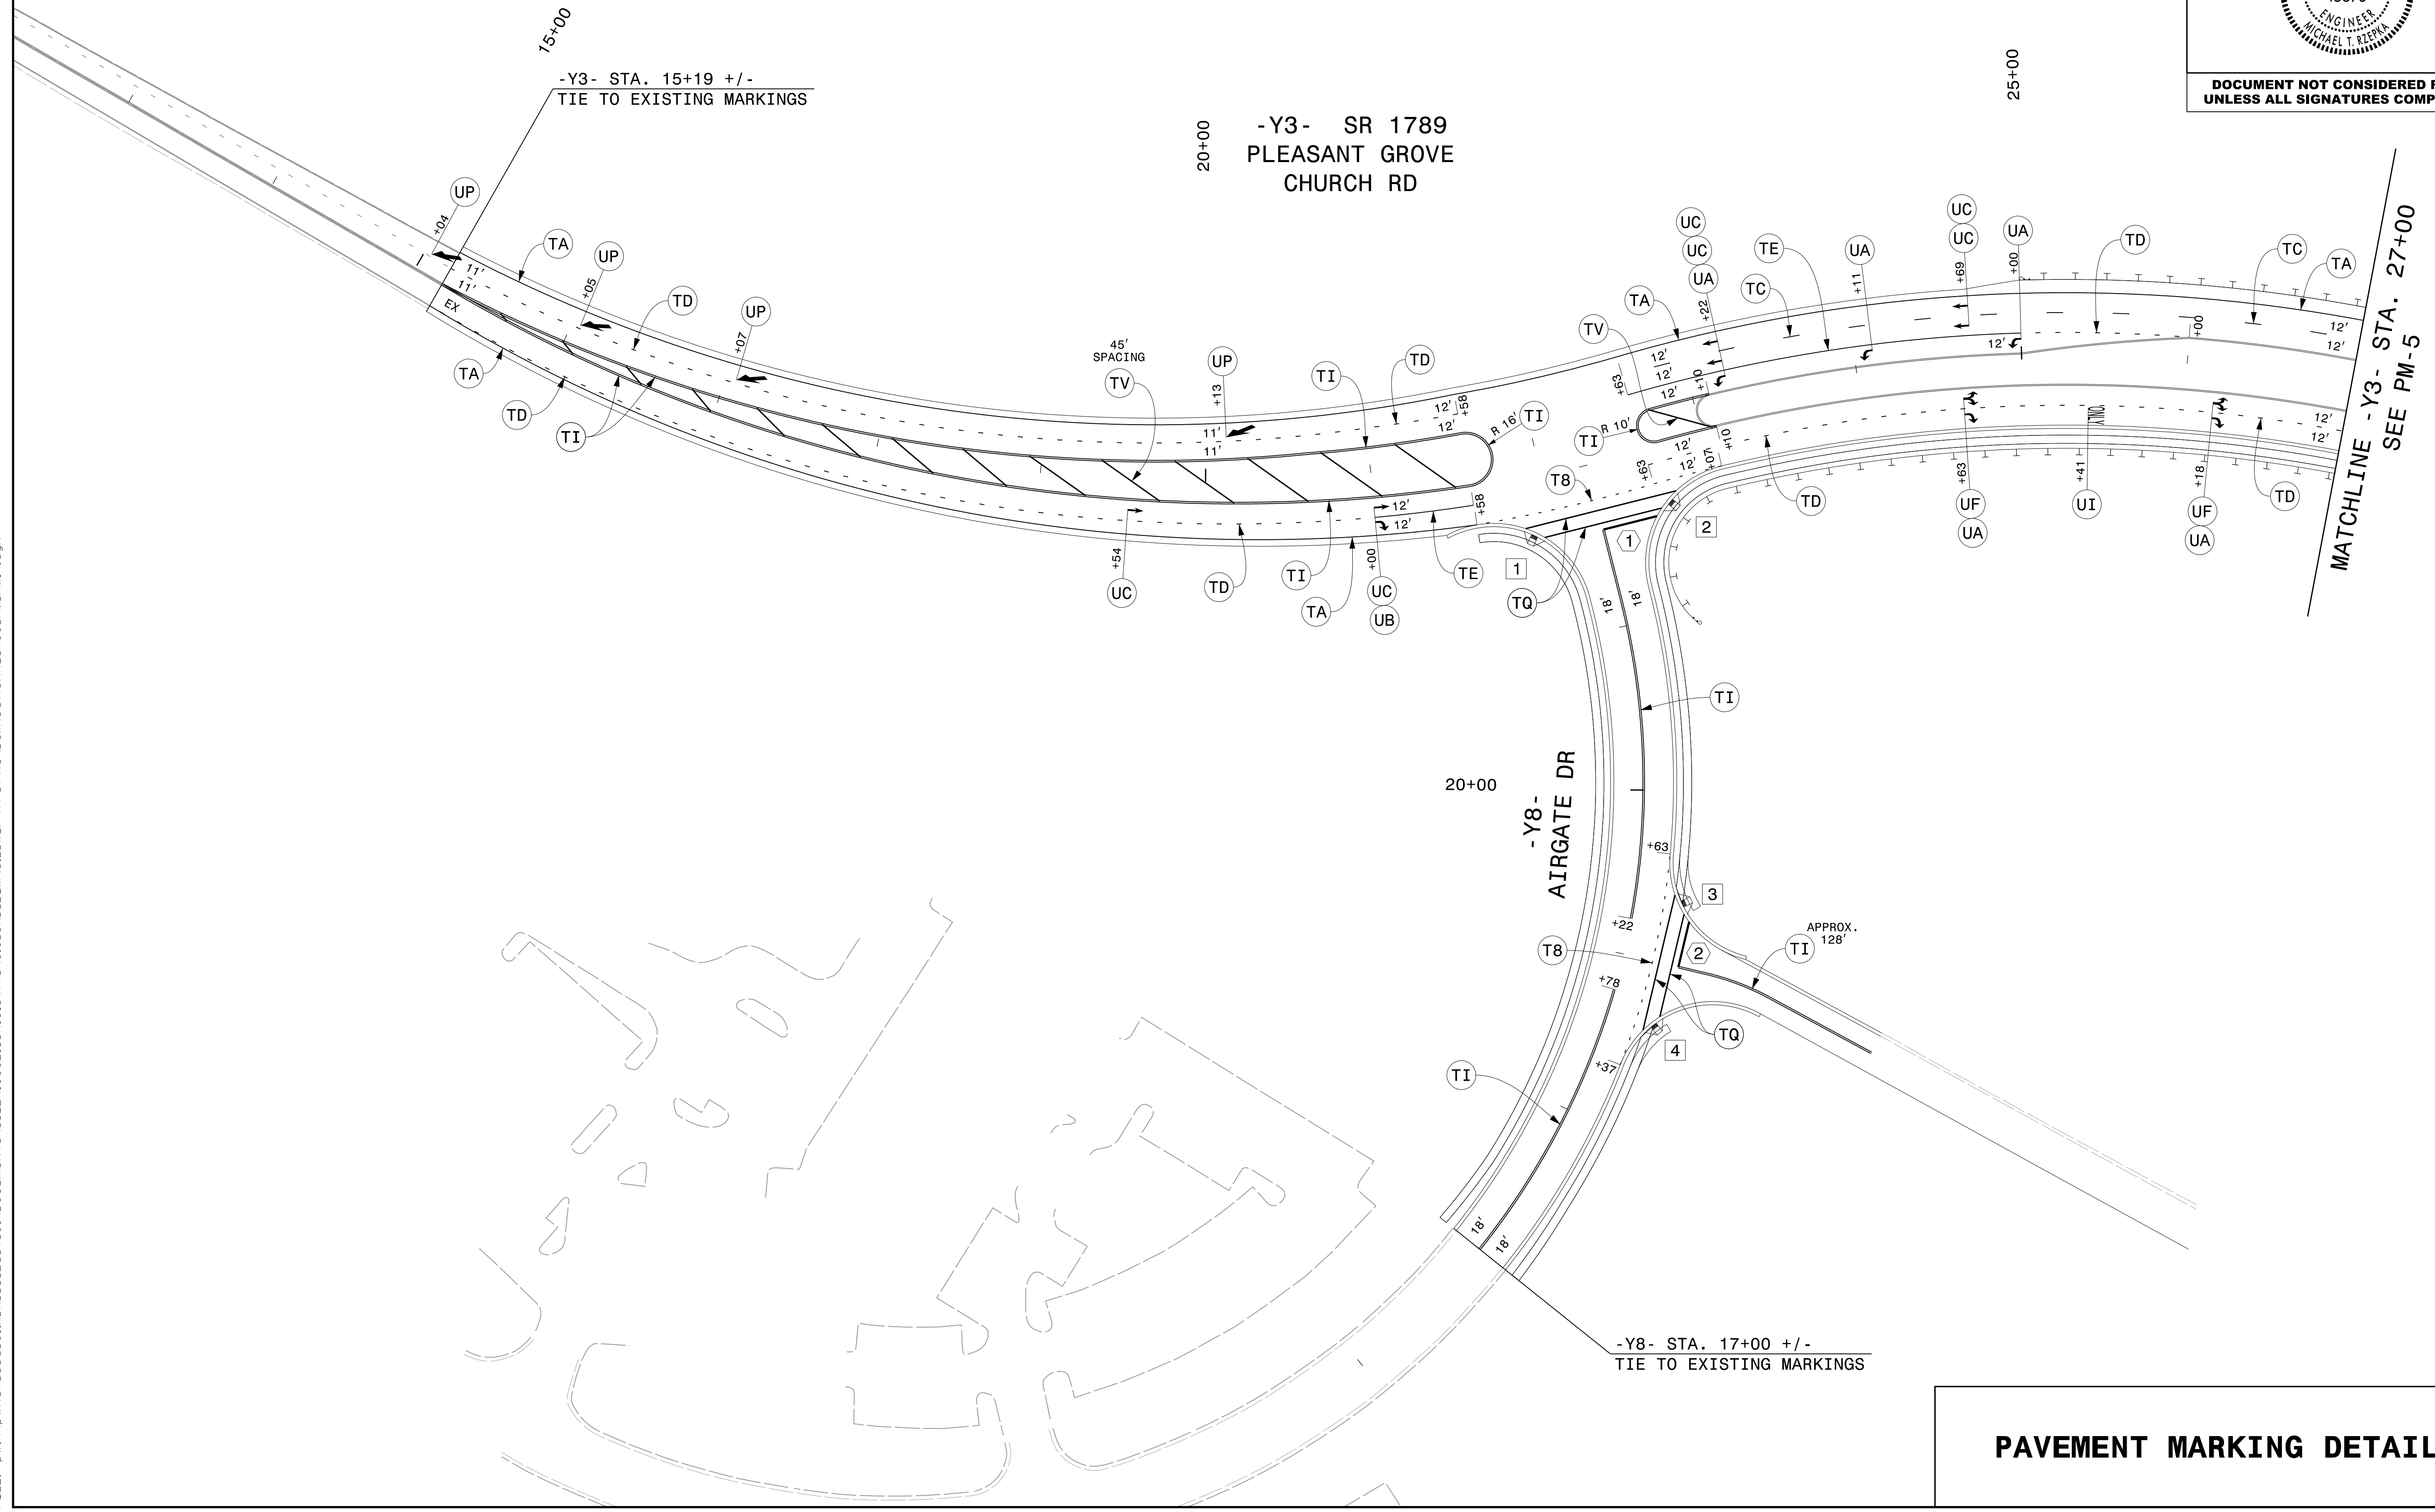 ENGINEER
MICHAEL T. RZEPKA
DOCUMENT NOT CONSIDERED
UNLESS ALL SIGNATURES
15+00
-Y3- STA. 15+19 +/-
TIE TO EXISTING MARKINGS
20+00
-Y3- SR 1789
PLEASANT GROVE
CHURCH RD
25+00
MATCHLINE -Y3- STA. 27+00
SEE PM-5
UP
+04
TA
UP
+05
TD
UP
+07
11'
11'
EX
TA
TD
TI
45'
SPACING
TV
UP
+13
11'
11'
TI
TD
12'
12'
+58
R 16'
TI
+54
UC
TD
TI
TA
+00
UC
UB
12'
12'
+58
TE
T8
TQ
1
1
2
UC
UC
UA
+22
TA
TV
TC
TE
UA
+11
UC
UC
+69
UA
+00
TD
TC
TA
12'
12'
12'
12'
12'
+63
12'
12'
12'
+10
R 10'
TI
12'
12'
+63
+07
+10
TD
+63
UF
UA
ONLY
+41
UI
+18
UF
UA
TD
12'
+00
18'
18'
TI
-Y8-
AIRGATE DR
20+00
+63
+22
3
T8
2
APPROX.
128'
TI
+78
TQ
4
+37
TI
18'
18'
-Y8- STA. 17+00 +/-
TIE TO EXISTING MARKINGS
PAVEMENT MARKING DETAIL